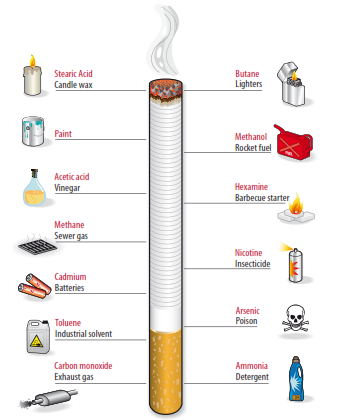 Stearic Acid
Candle wax
Paint
Acetic acid
Vinegar
Methane
Sewer gas
Cadmium
Batteries
Toluene
Industrial solvent
Carbon monoxide
Exhaust gas
Butane
Lighters
Methanol
Rocket fuel
Hexamine
Barbecue starter
Nicotine
Insecticide
Arsenic
Poison
Ammonia
Detergent